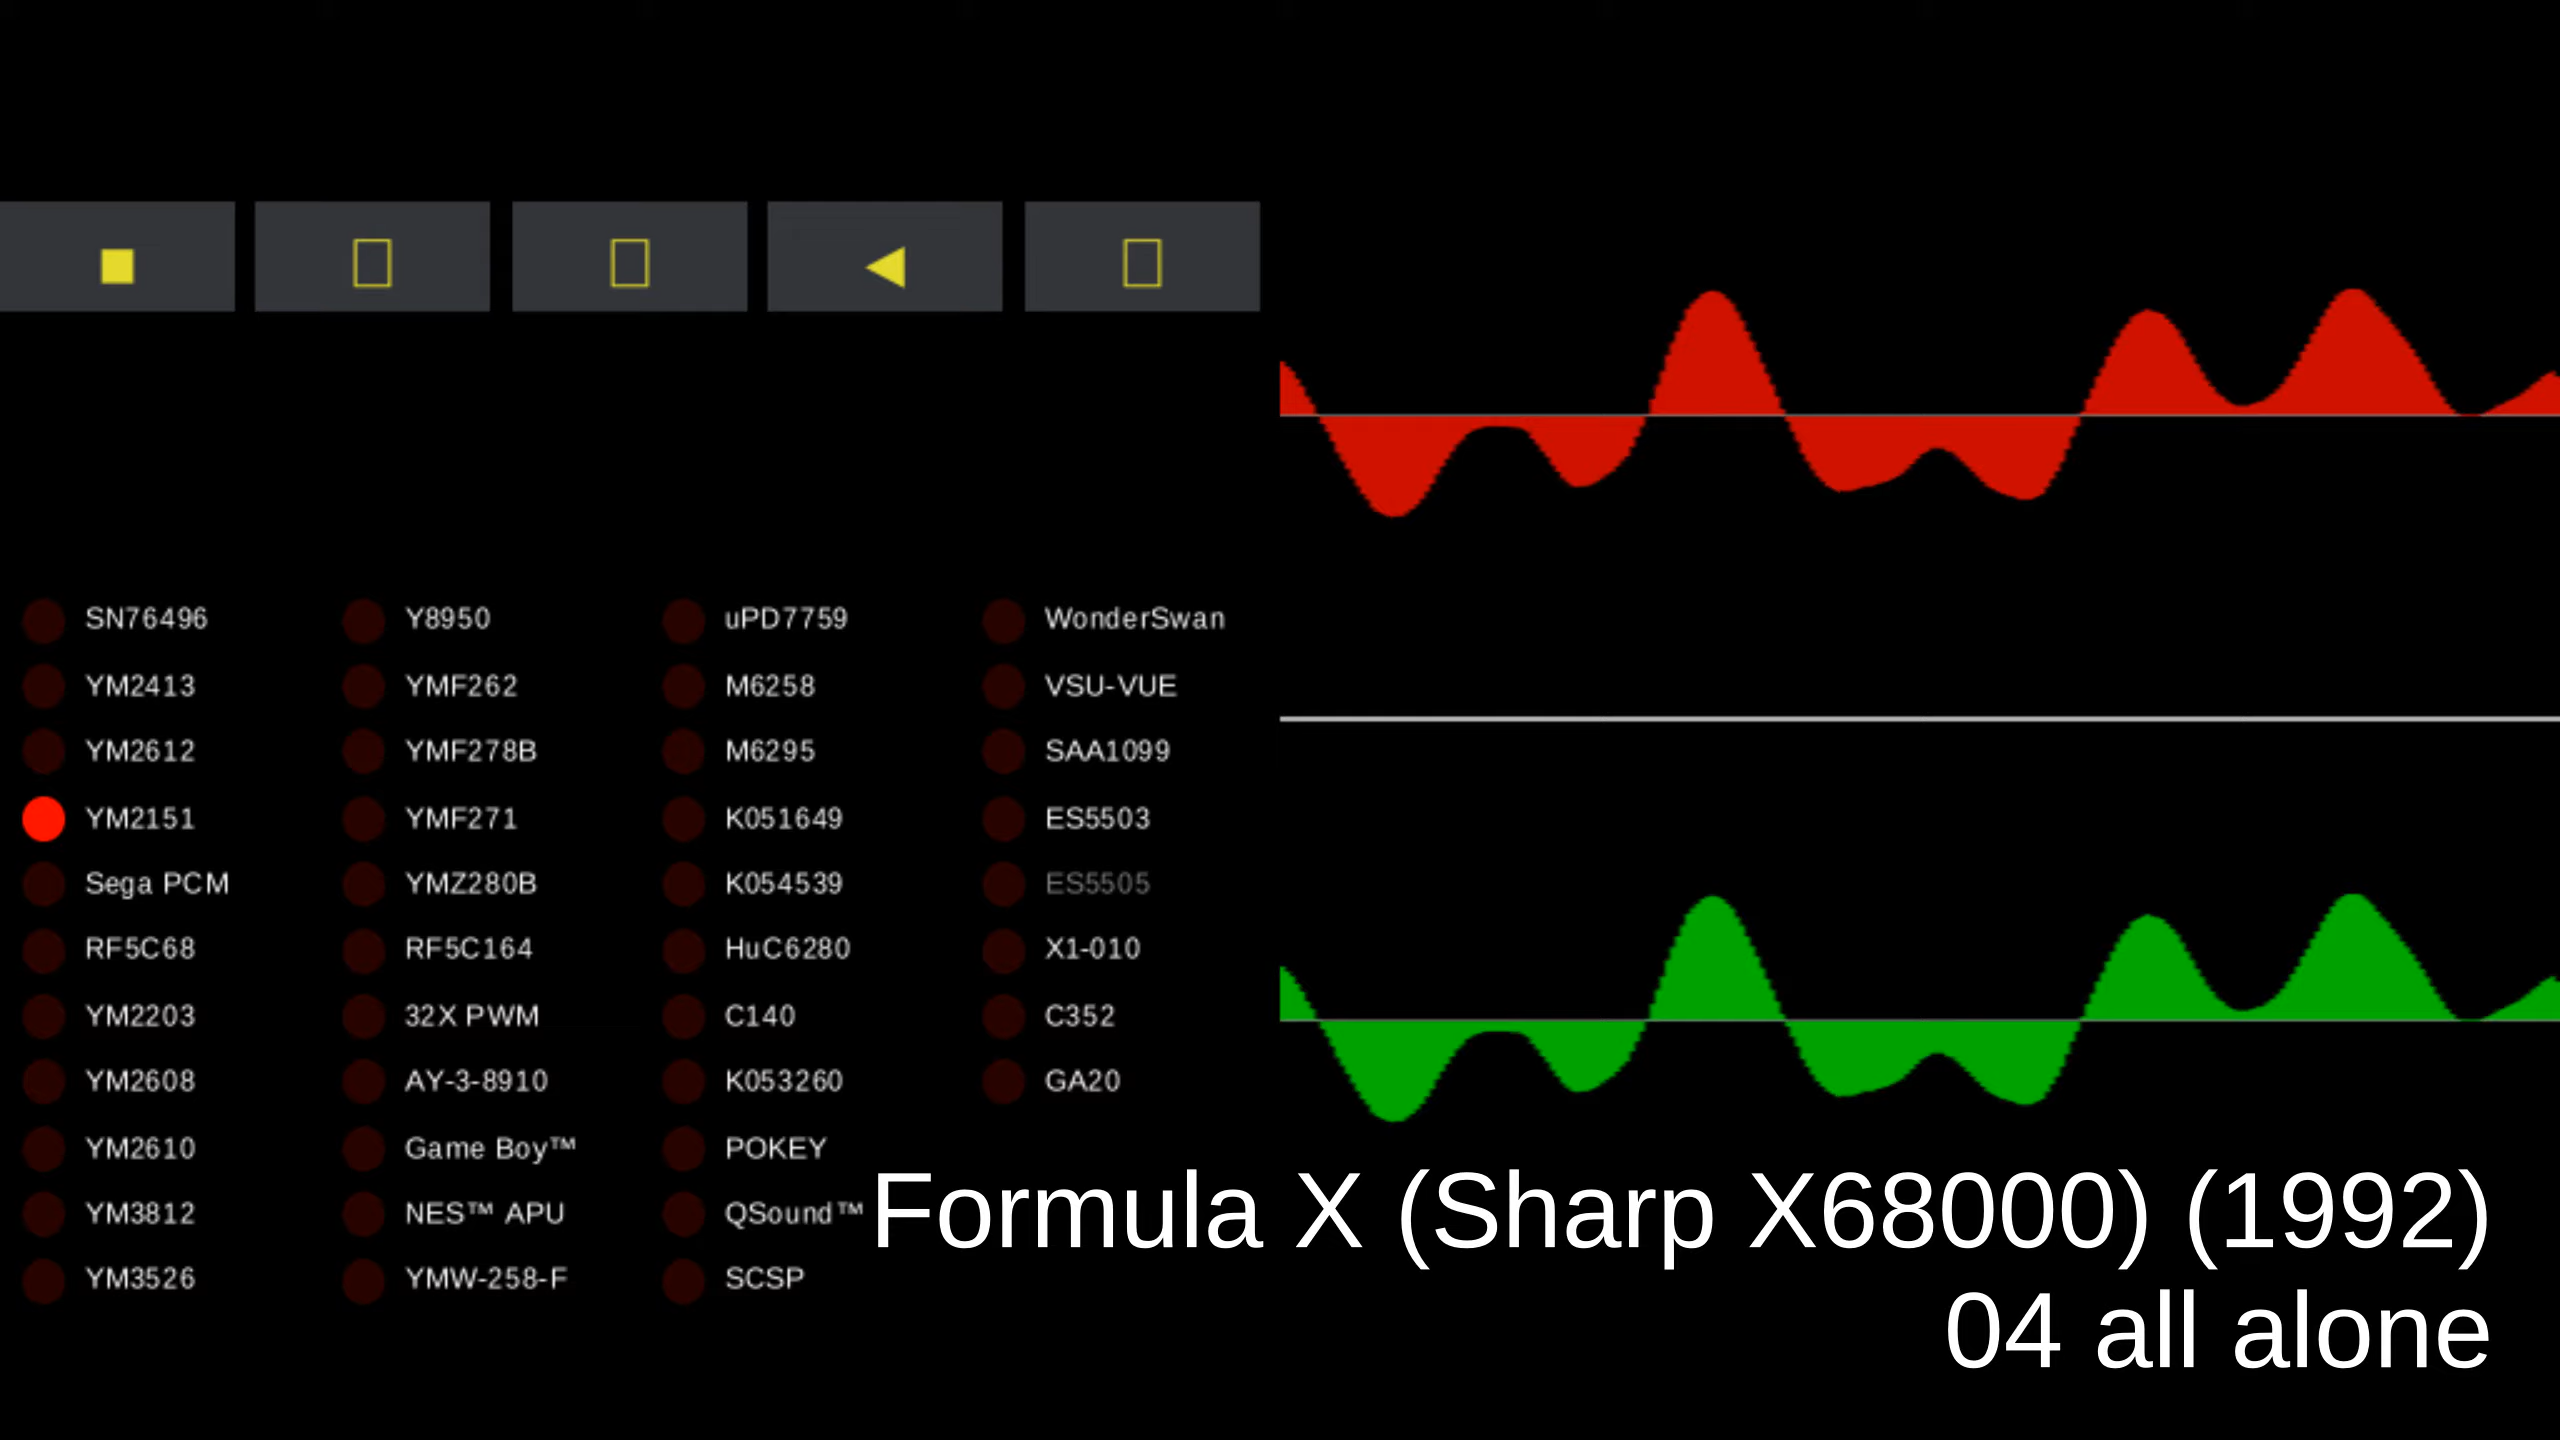 SN76496
YM2413
YM2612
YM2151
Sega PCM
RF5C68
YM2203
YM2608
YM2610
YM3812
YM3526
Y8950
YMF262
YMF278B
YMF271
YMZ280B
RF5C164
32X PWM
AY-3-8910
Game Boy™
NES™ APU
YMW-258-F
uPD7759
M6258
M6295
K051649
K054539
HuC6280
C140
K053260
POKEY
QSound™
SCSP
WonderSwan
VSU-VUE
SAA1099
ES5503
ES5505
X1-010
C352
GA20
Formula X (Sharp X68000) (1992)
04 all alone